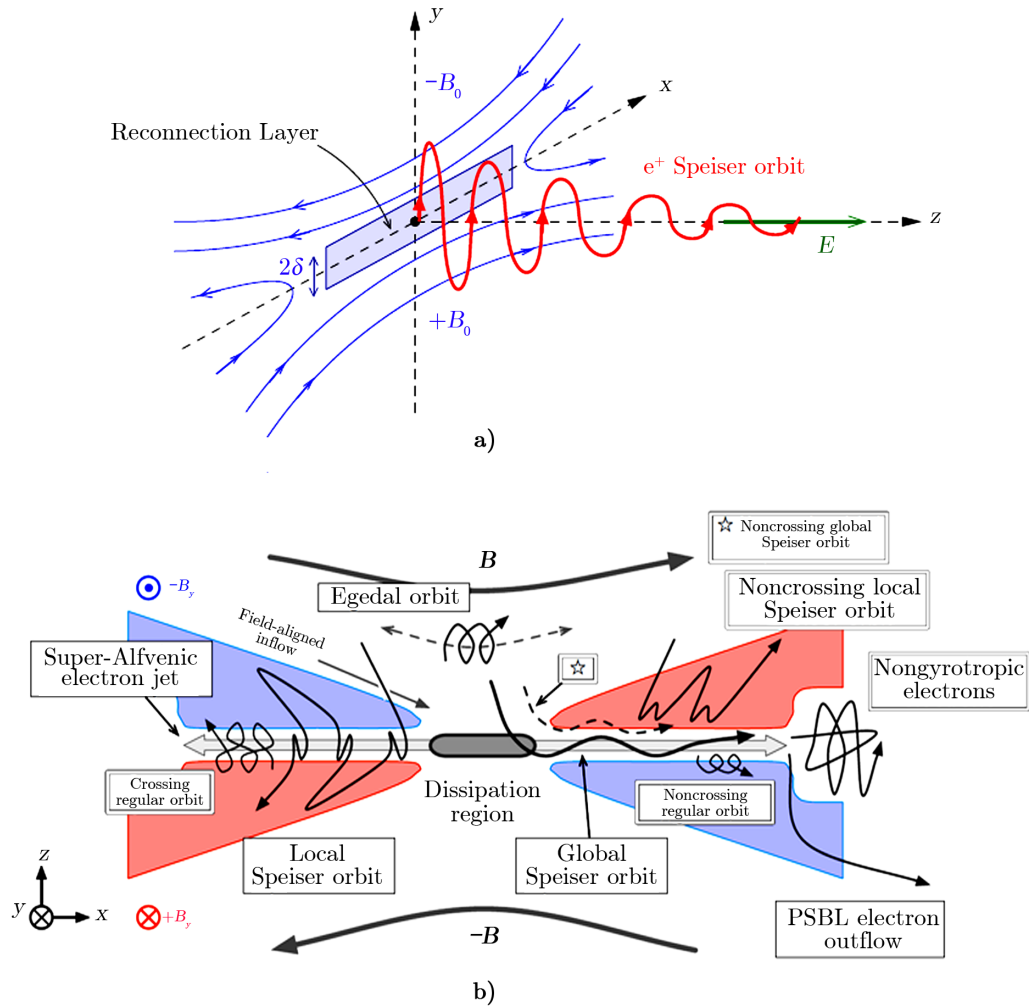 y
−B₀
x
Reconnection Layer
e⁺ Speiser orbit
z
E
2δ
+B₀
a)
B
☆ Noncrossing global
Speiser orbit
−Bᵧ
Egedal orbit
Noncrossing local
Speiser orbit
Field-aligned
inflow
Super-Alfvenic
electron jet
☆
Nongyrotropic
electrons
Crossing
regular orbit
Dissipation
region
Noncrossing
regular orbit
Local
Speiser orbit
Global
Speiser orbit
z
y
x
+Bᵧ
PSBL electron
outflow
−B
b)